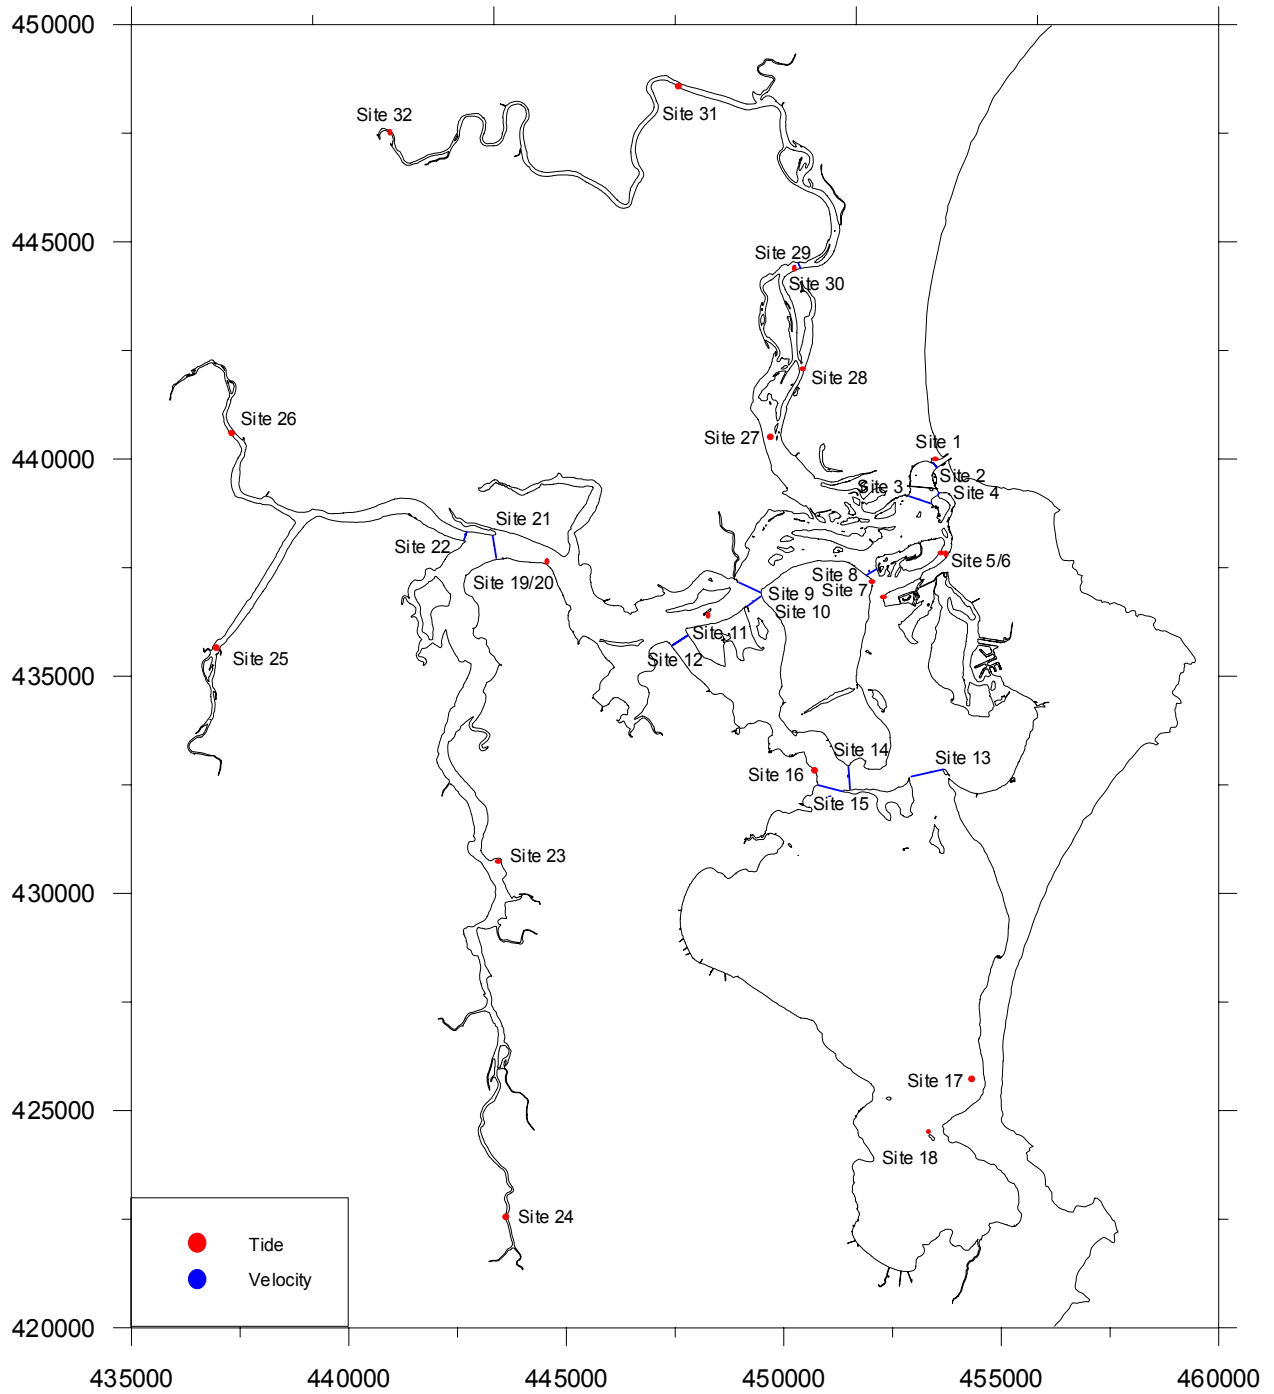 450000
Site 31
Site 32
445000
Site 29
Site 30
Site 28
Site 26
Site 27
Site 1
440000
Site 2
Site 3
Site 4
Site 21
Site 22
Site 5/6
Site 19/20
Site 8
Site 7
Site 9
Site 10
Site 11
Site 12
Site 25
435000
Site 14
Site 13
Site 16
Site 15
Site 23
430000
Site 17
425000
Site 18
Site 24
Tide
Velocity
420000
435000 440000 445000 450000 455000 460000